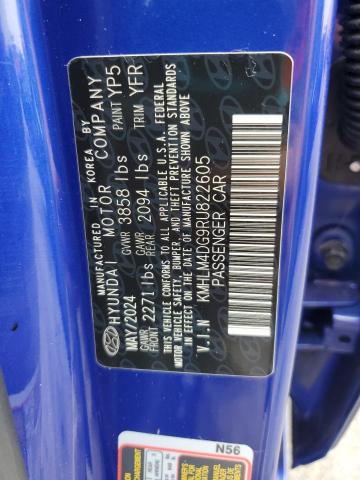 MANUFACTURED IN KOREA BY
HYUNDAI MOTOR COMPANY
PAINT YP5
MAY/2024 GVWR 3858 lbs
TRIM YFR
GAWR FRONT 2271lbs GAWR REAR 2094 lbs
THIS VEHICLE CONFORMS TO ALL APPLICABLE U.S.A. FEDERAL
MOTOR VEHICLE SAFETY, BUMPER, AND THEFT PREVENTION STANDARDS
IN EFFECT ON THE DATE OF MANUFACTURE SHOWN ABOVE.
V.I.N KMHLM4DG9RU822605
PASSENGER CAR
N56